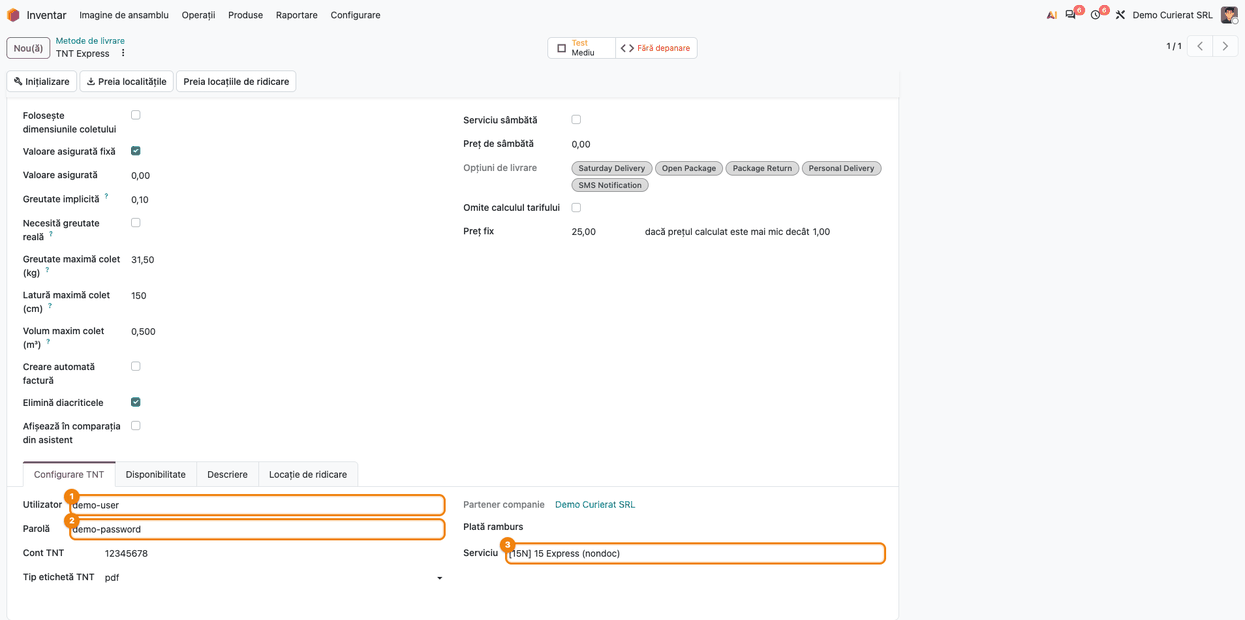 Inventar Imagine de ansamblu Operații Produse Raportare Configurare
AI 6 6 Demo Curierat SRL
Nou(ă) Metode de livrare
TNT Express
Test
Mediu
Fără depanare
1 / 1
Inițializare Preia localitățile Preia locațiile de ridicare
Folosește
dimensiunile coletului
Valoare asigurată fixă
Valoare asigurată 0,00
Greutate implicită ? 0,10
Necesită greutate
reală ?
Greutate maximă colet
(kg) ? 31,50
Latură maximă colet
(cm) ? 150
Volum maxim colet
(m³) ? 0,500
Creare automată
factură
Elimină diacriticele
Afișează în comparația
din asistent
Serviciu sâmbătă
Preț de sâmbătă 0,00
Opțiuni de livrare Saturday Delivery Open Package Package Return Personal Delivery
SMS Notification
Omite calculul tarifului
Preț fix 25,00 dacă prețul calculat este mai mic decât 1,00
Configurare TNT Disponibilitate Descriere Locație de ridicare
Utilizator 1 demo-user
Parolă 2 demo-password
Cont TNT 12345678
Tip etichetă TNT pdf
Partener companie Demo Curierat SRL
Plată ramburs
Serviciu 3 [15N] 15 Express (nondoc)